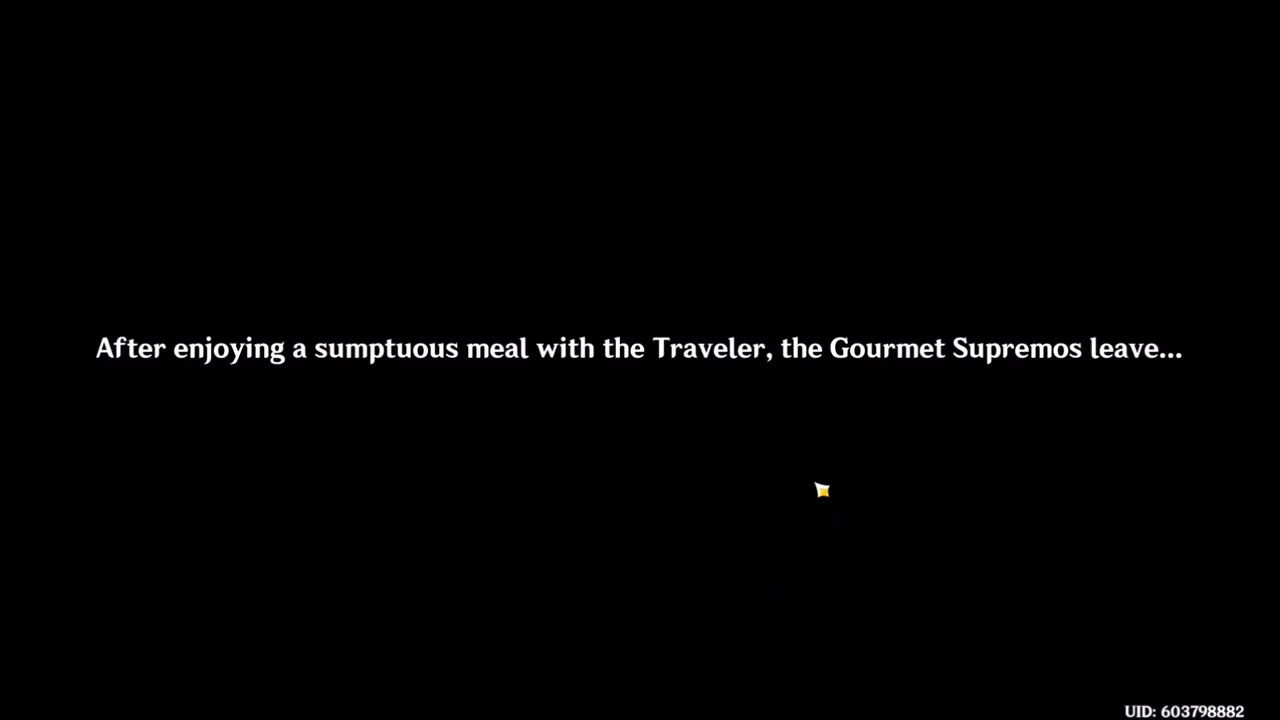 After enjoying a sumptuous meal with the Traveler, the Gourmet Supremos leave...
UID: 603798882